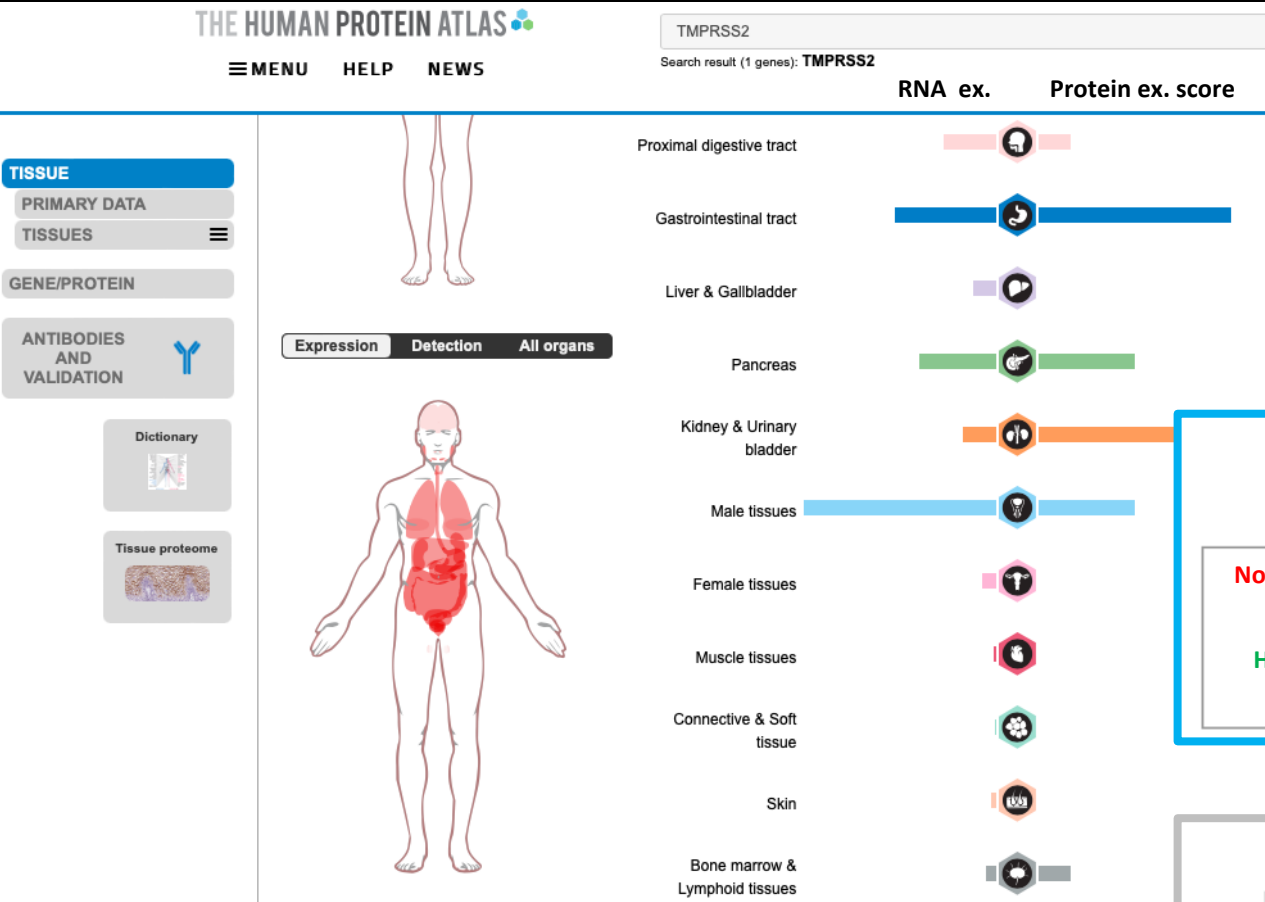 THE HUMAN PROTEIN ATLAS
TMPRSS2
Search result (1 genes): TMPRSS2
MENU HELP NEWS
RNA ex. Protein ex. score
TISSUE
PRIMARY DATA
TISSUES
GENE/PROTEIN
ANTIBODIES
AND
VALIDATION
Dictionary
Tissue proteome
Expression Detection All organs
Proximal digestive tract
Gastrointestinal tract
Liver & Gallbladder
Pancreas
Kidney & Urinary
bladder
Male tissues
Female tissues
Muscle tissues
Connective & Soft
tissue
Skin
Bone marrow &
Lymphoid tissues
No